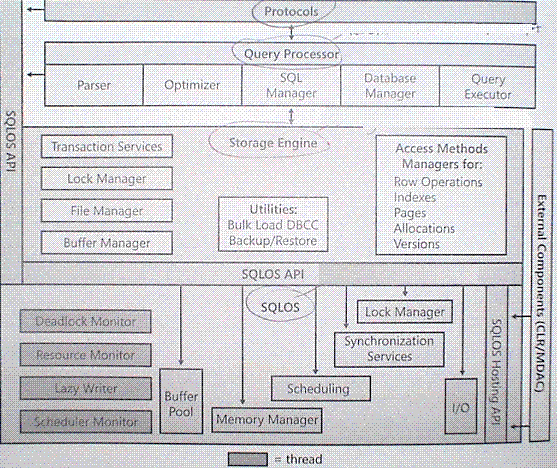 Protocols
Query Processor
Parser
Optimizer
SQL
Manager
Database
Manager
Query
Executor
SQLOS API
Transaction Services
Lock Manager
File Manager
Buffer Manager
Storage Engine
Utilities:
Bulk Load DBCC
Backup/Restore
Access Methods
Managers for:
Row Operations
Indexes
Pages
Allocations
Versions
External Components (CLR/MDAC)
SQLOS API
SQLOS
Deadlock Monitor
Resource Monitor
Lazy Writer
Scheduler Monitor
Buffer
Pool
Memory Manager
Scheduling
Synchronization
Services
Lock Manager
I/O
SQLOS Hosting API
= thread